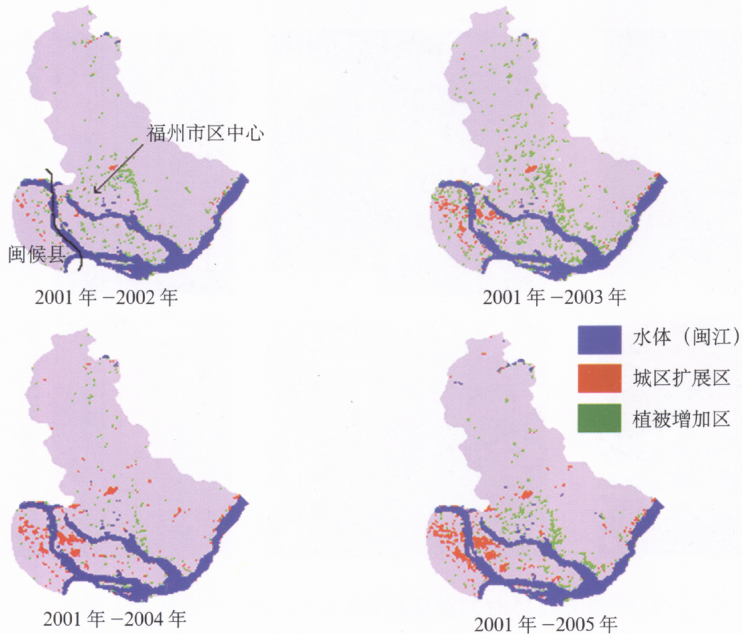 福州市区中心
闽候县
2001 年 –2002 年
2001 年 –2003 年
水体（闽江）
城区扩展区
植被增加区
2001 年 –2004 年
2001 年 –2005 年